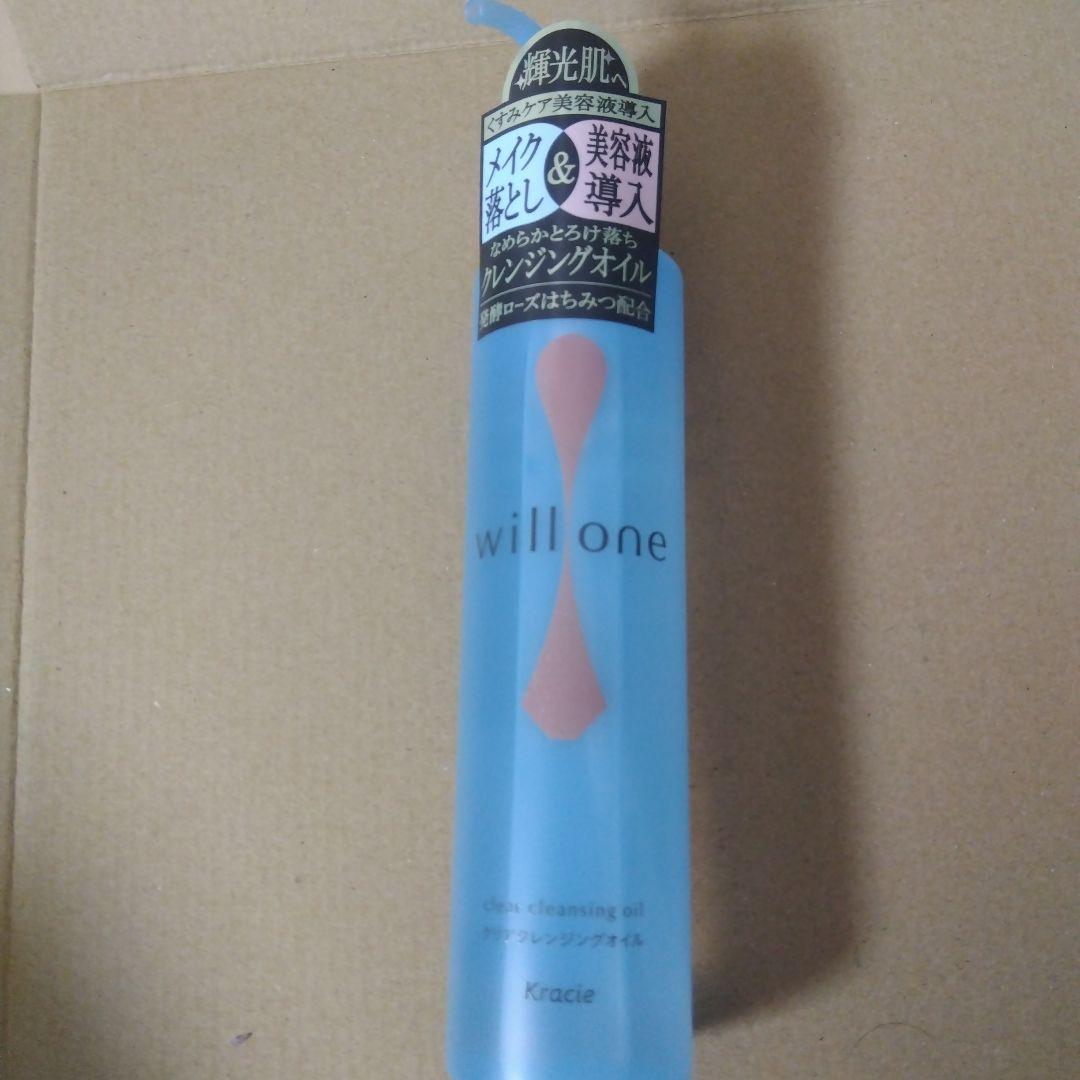 輝光肌へ
くすみケア美容液導入
メイク
落とし
&
美容液
導入
なめらかとろけ落ち
クレンジングオイル
発酵ローズはちみつ配合
will one
clear cleansing oil
クリアクレンジングオイル
Kracie